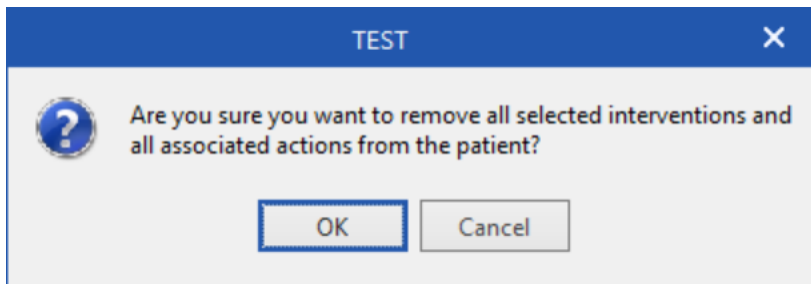 TEST
Are you sure you want to remove all selected interventions and
all associated actions from the patient?
OK
Cancel